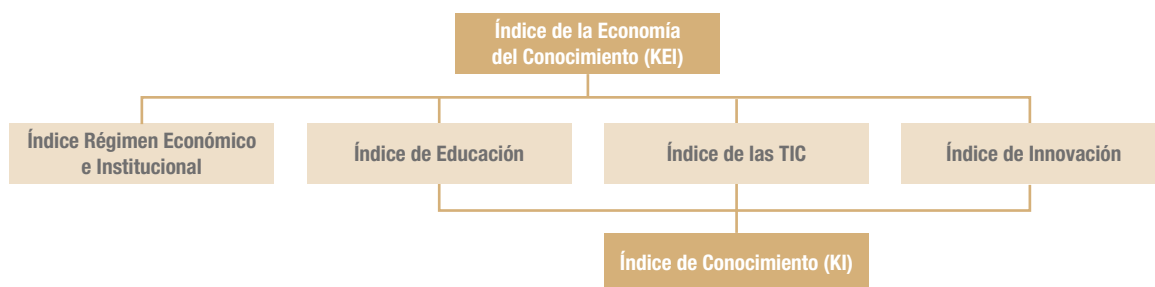 Índice de la Economía
del Conocimiento (KEI)
Índice Régimen Económico
e Institucional
Índice de Educación
Índice de las TIC
Índice de Innovación
Índice de Conocimiento (KI)